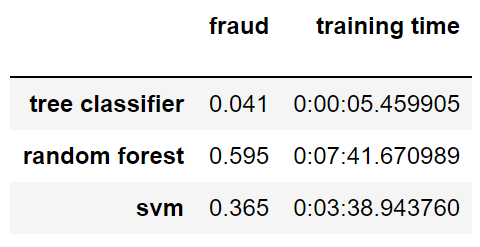 fraud training time
tree classifier 0.041 0:00:05.459905
random forest 0.595 0:07:41.670989
svm 0.365 0:03:38.943760